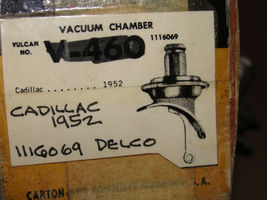 VACUUM CHAMBER
VULCAN NO. V-460 1116069
Cadillac ........ 1952
CADILLAC
1952
1116069 DELCO
CARTON
S.A.